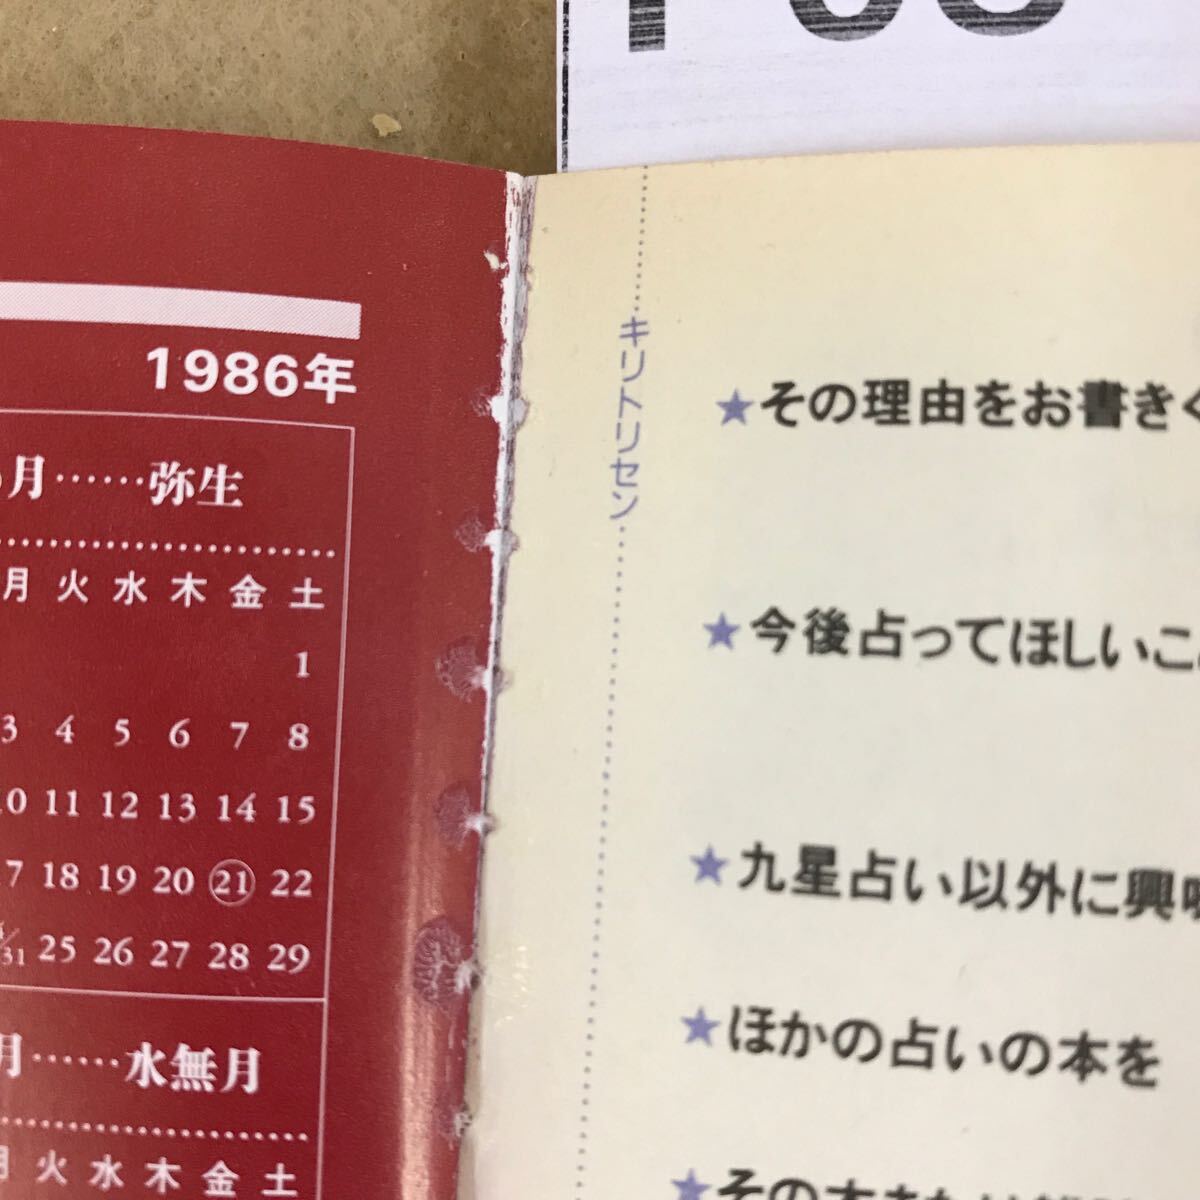 1986年
月……弥生
月 火 水 木 金 土
1
3 4 5 6 7 8
10 11 12 13 14 15
17 18 19 20 21 22
31 25 26 27 28 29
月……水無月
月 火 水 木 金 土
キリトリセン
★その理由をお書き
★今後占ってほしいこ
★九星占い以外に興
★ほかの占いの本を